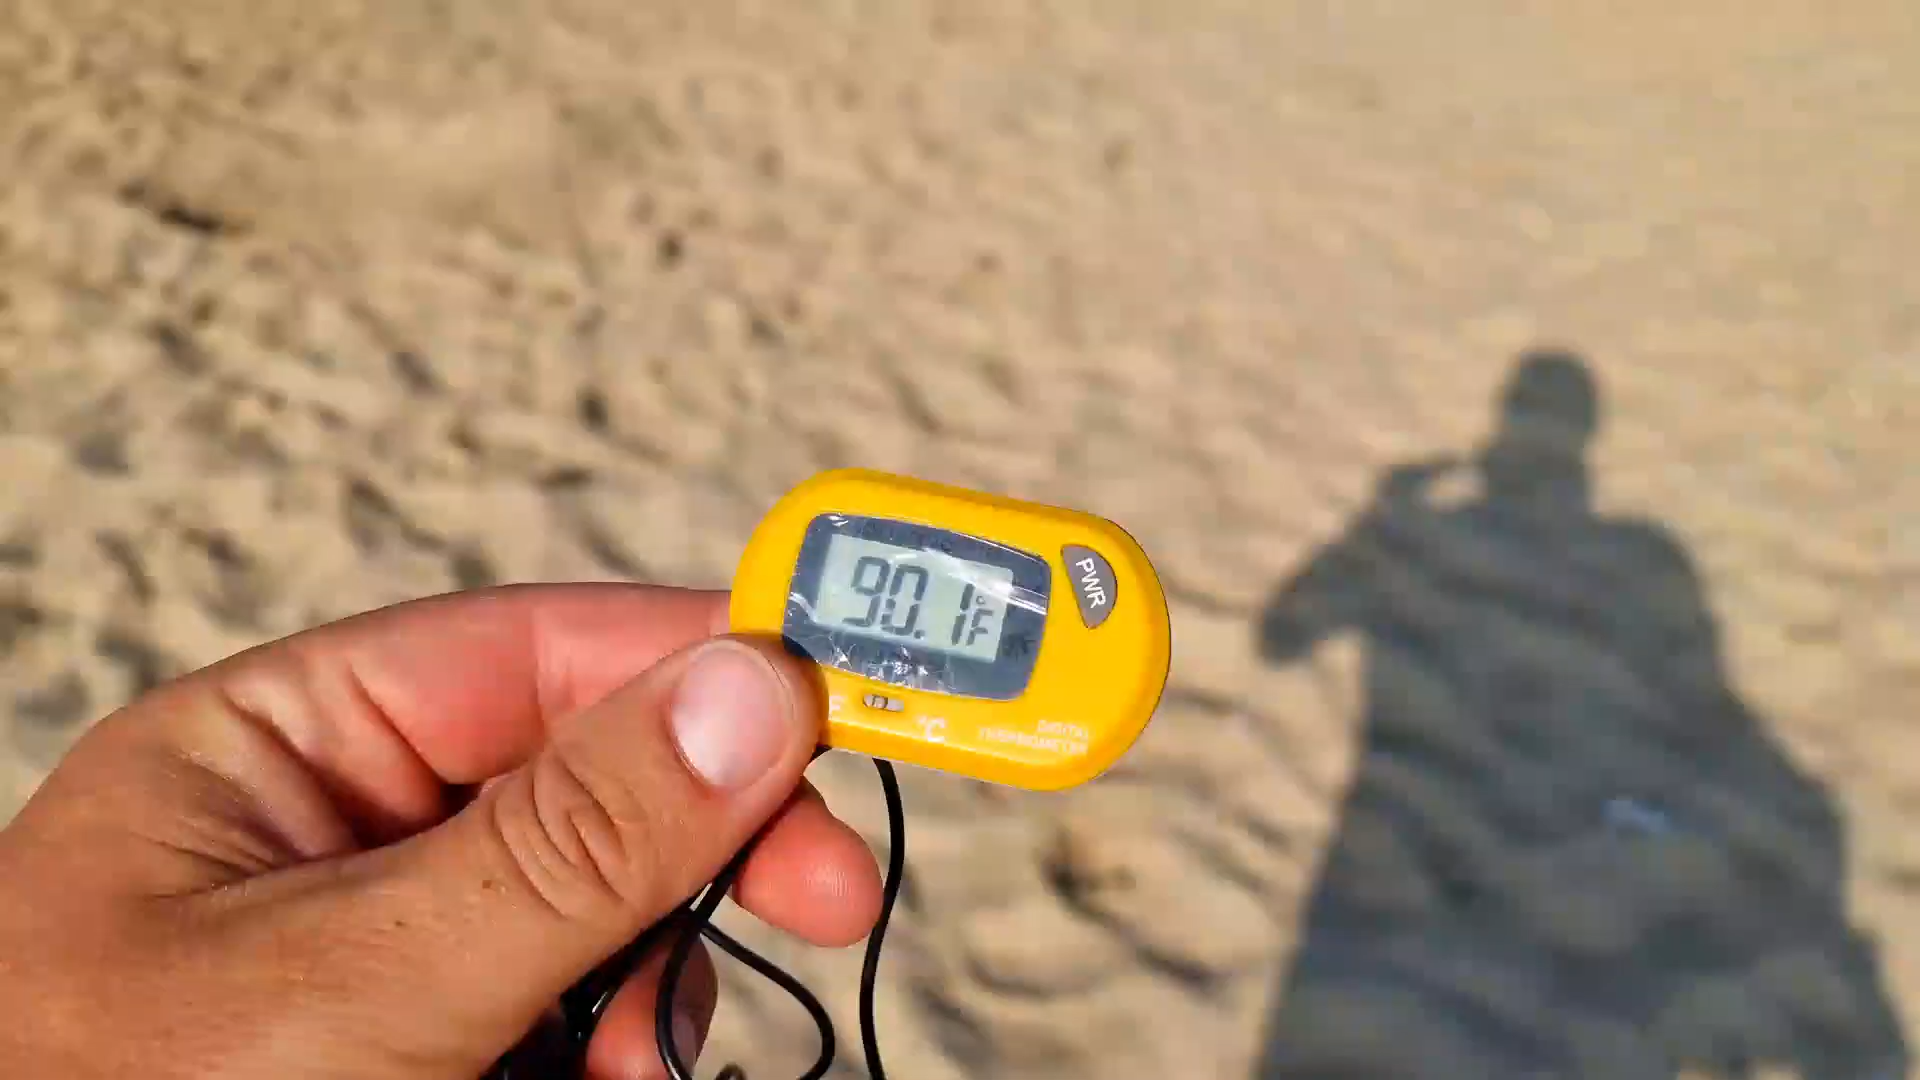 90.1°F
PWR
°C
DIGITAL
THERMOMETER